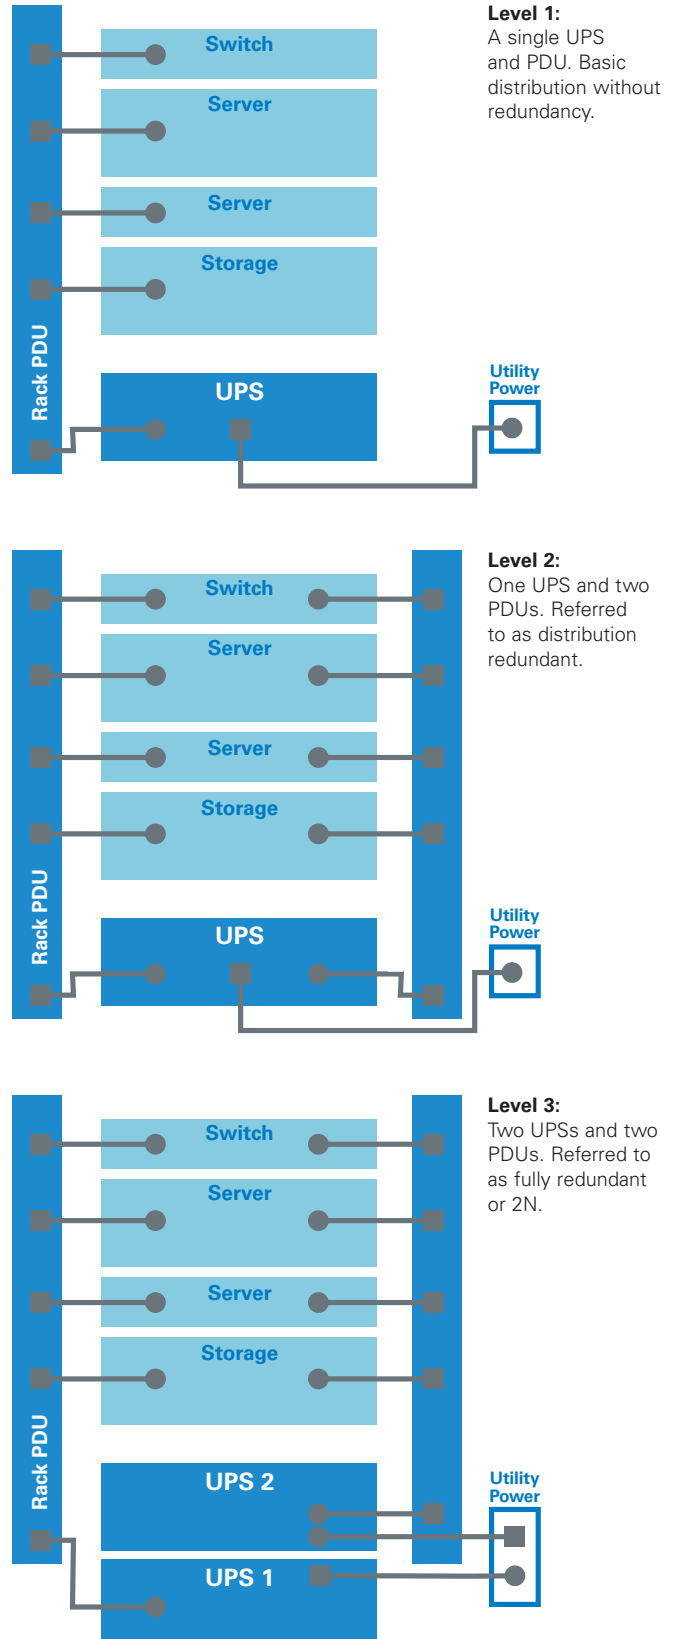 Level 1:
A single UPS
and PDU. Basic
distribution without
redundancy.
Switch
Server
Server
Storage
Rack PDU
UPS
Utility
Power
Level 2:
One UPS and two
PDUs. Referred
to as distribution
redundant.
Switch
Server
Server
Storage
Rack PDU
UPS
Utility
Power
Level 3:
Two UPSs and two
PDUs. Referred to
as fully redundant
or 2N.
Switch
Server
Server
Storage
Rack PDU
UPS 2
Utility
Power
UPS 1